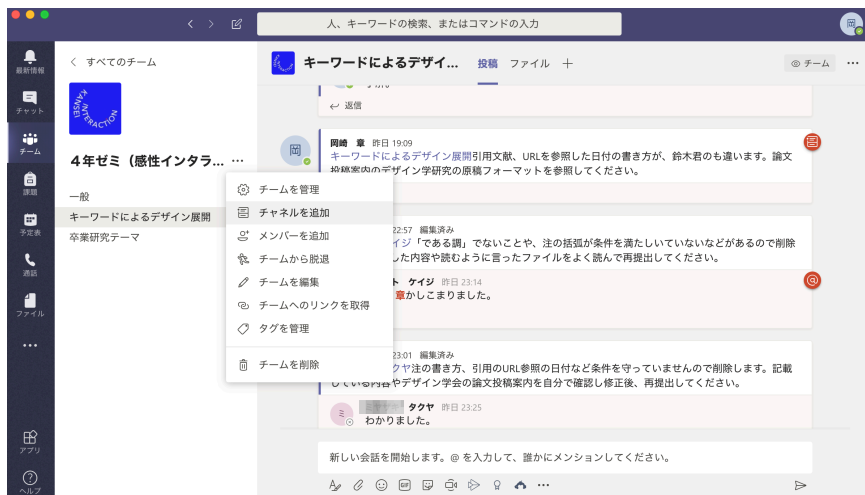 人、キーワードの検索、またはコマンドの入力
岡
最新情報
チャット
チーム
課題
予定表
通話
ファイル
アプリ
ヘルプ
すべてのチーム
KANSEI
INTERACTION
4年ゼミ（感性インタラ... ...
一般
キーワードによるデザイン展開
卒業研究テーマ
チームを管理
チャネルを追加
メンバーを追加
チームから脱退
チームを編集
チームへのリンクを取得
タグを管理
チームを削除
キーワードによるデザイ... 投稿 ファイル チーム ...
返信
岡
岡崎 章 昨日 19:09
キーワードによるデザイン展開引用文献、URLを参照した日付の書き方が、鈴木君のも違います。論文
投稿案内のデザイン学研究の原稿フォーマットを参照してください。
22:57 編集済み
イジ「である調」でないことや、注の括弧が条件を満たしいていないなどがあるので削除
した内容や読むように言ったファイルをよく読んで再提出してください。
ト ケイジ 昨日 23:14
章かしこまりました。
23:01 編集済み
クヤ注の書き方、引用のURL参照の日付など条件を守っていませんので削除します。記載
している内容やデザイン学会の論文投稿案内を自分で確認し修正後、再提出してください。
ミ
タクヤ 昨日 23:25
わかりました。
新しい会話を開始します。@ を入力して、誰かにメンションしてください。
GIF